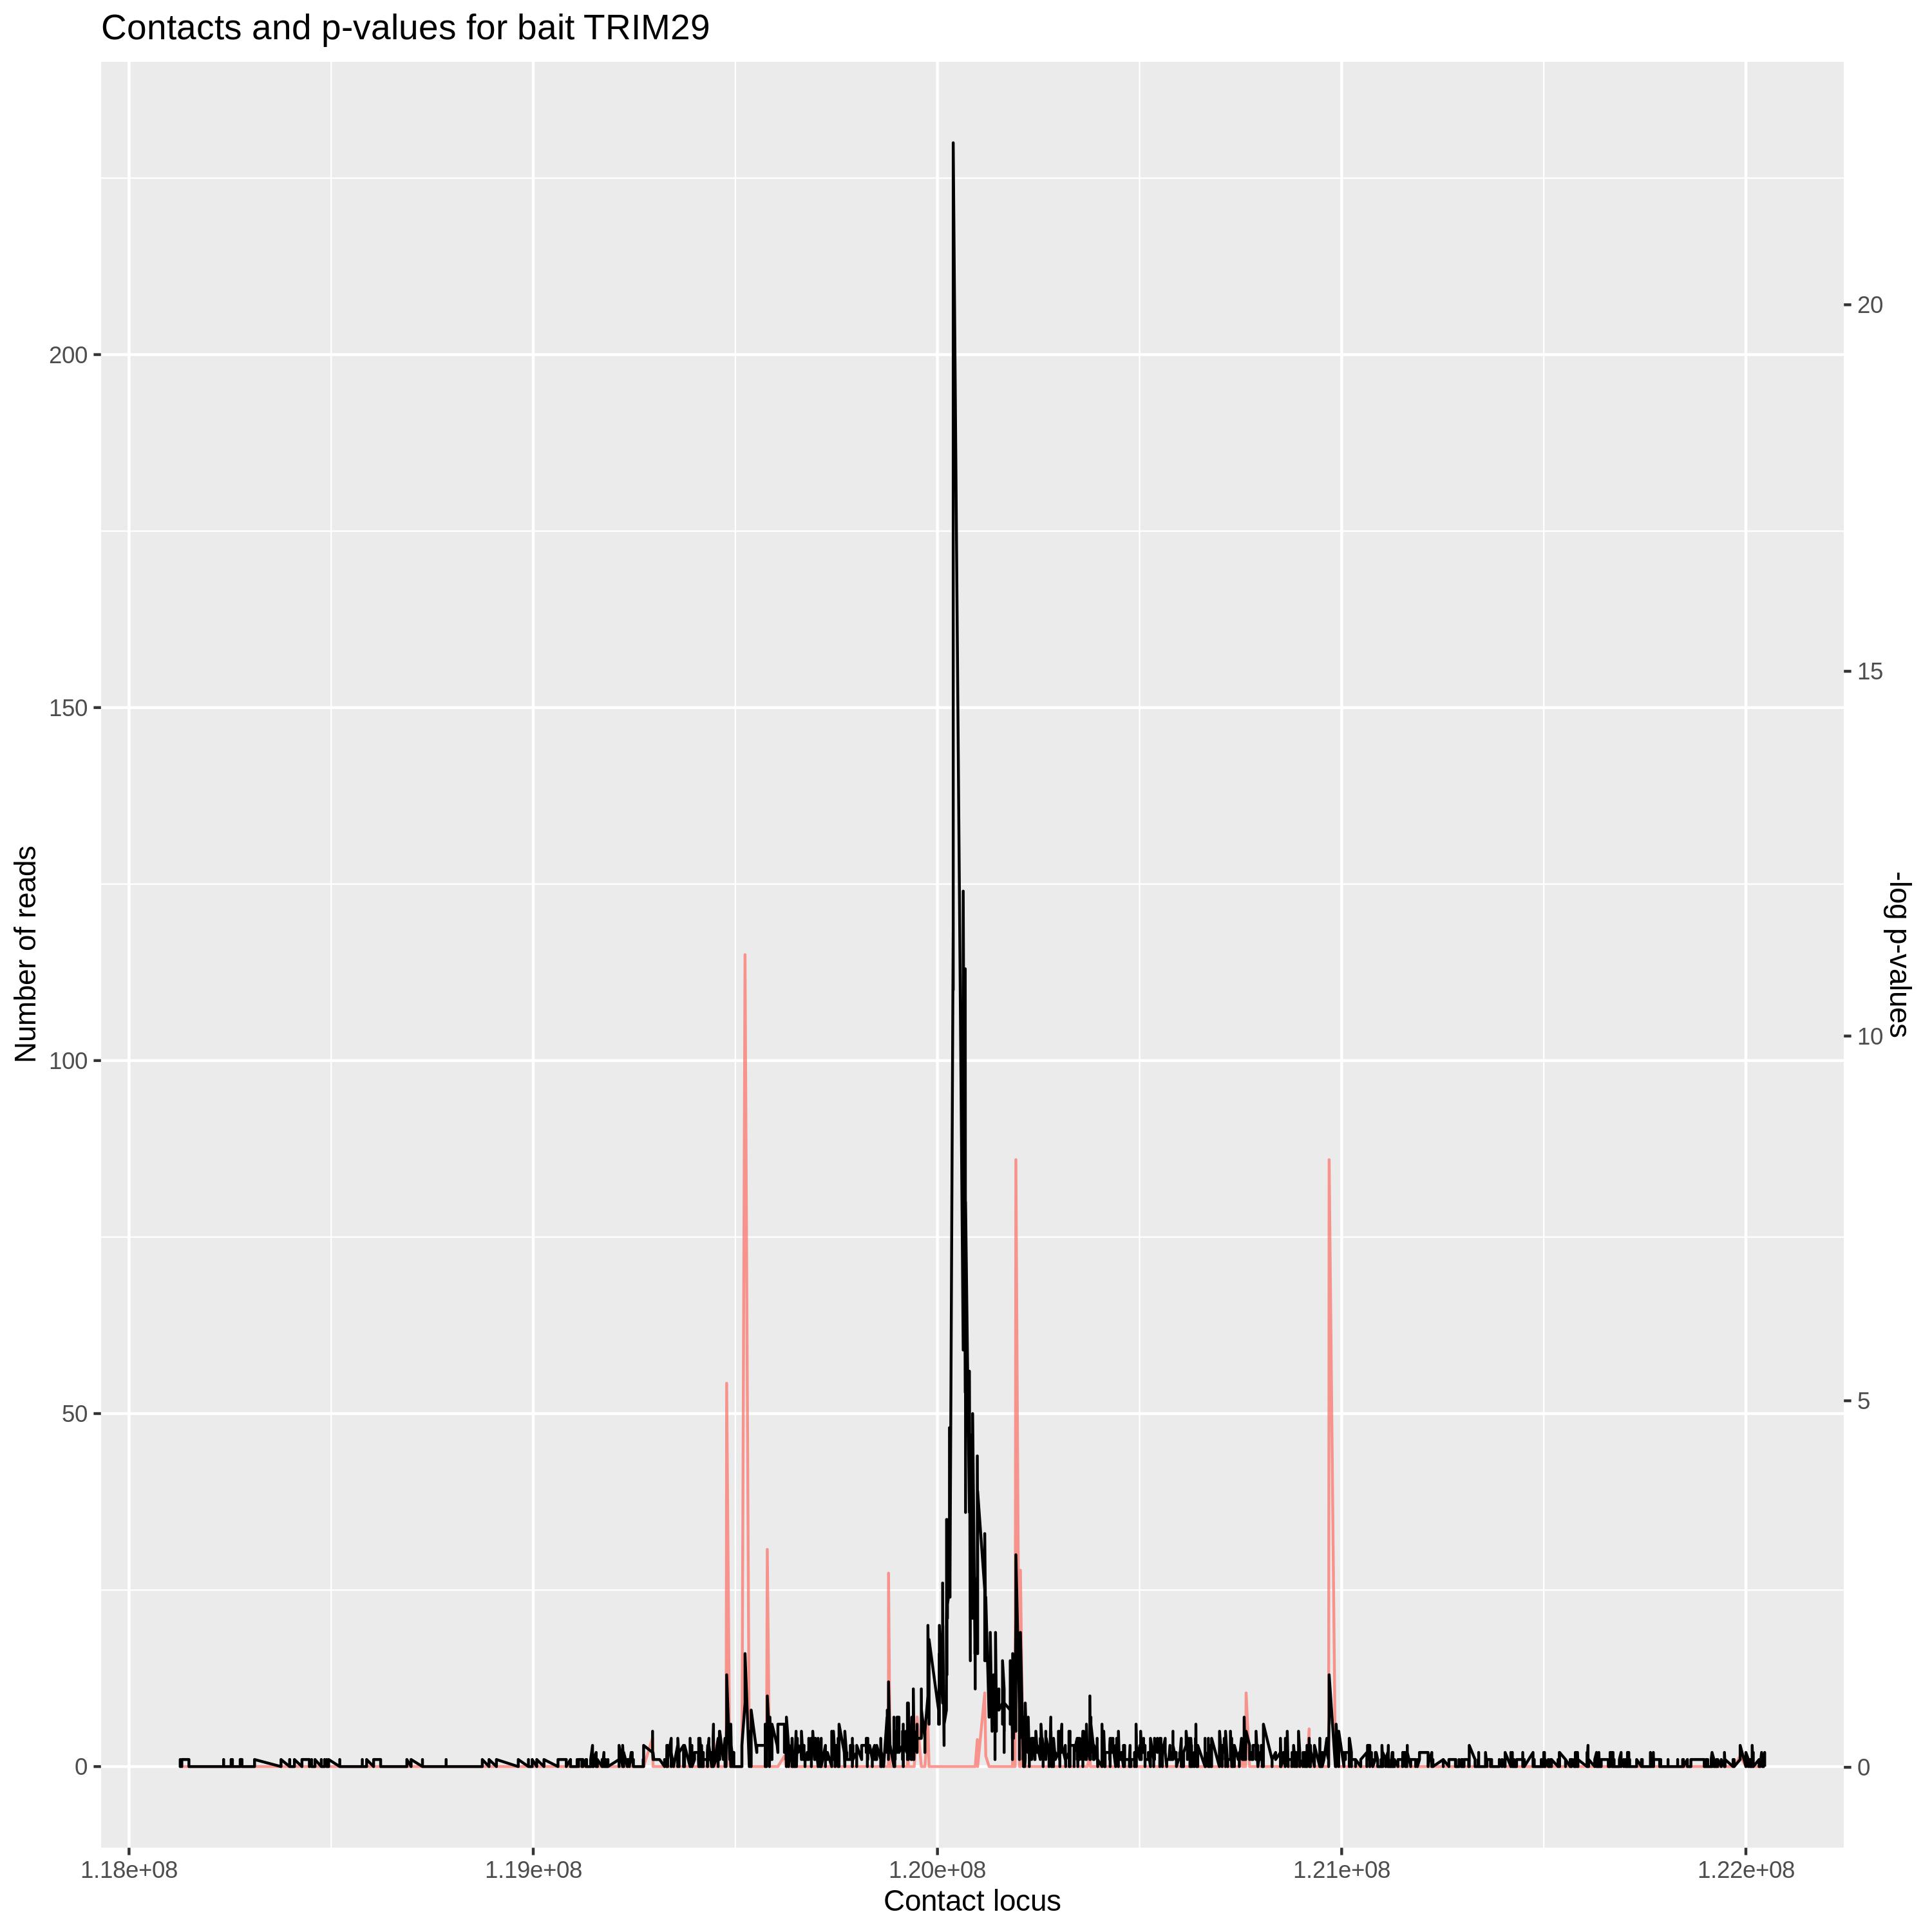 Contacts and p-values for bait TRIM29
Number of reads
200
150
100
50
0
20
15
10
5
0
-log p-values
1.18e+08 1.19e+08 1.20e+08 1.21e+08 1.22e+08
Contact locus